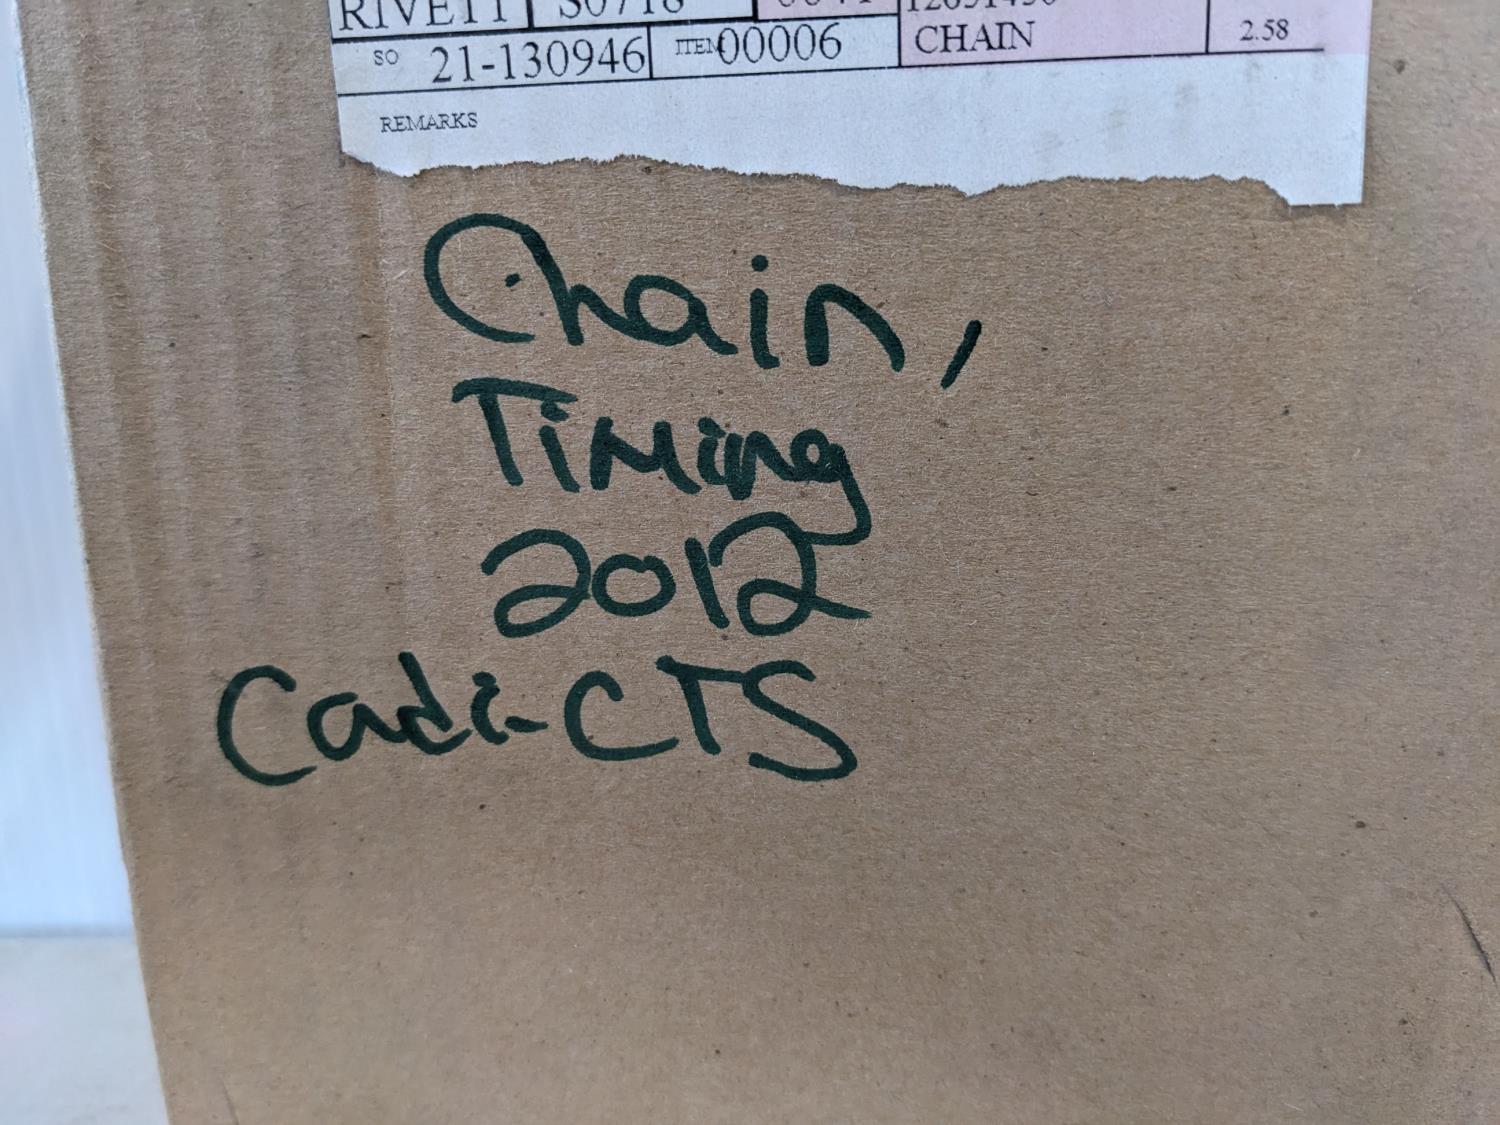 RIVETT
SO 21-130946 ITEM 00006 CHAIN 2.58
REMARKS
Chain,
Timing
2012
Cadi-CTS